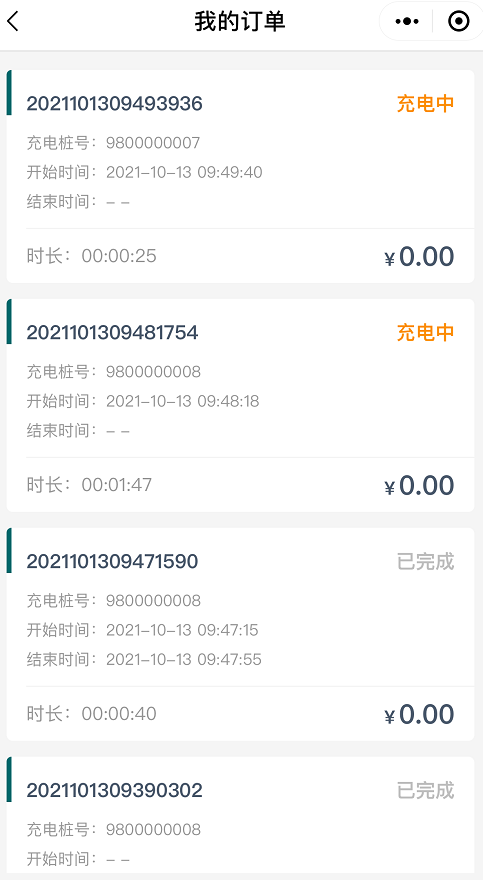 我的订单
2021101309493936 充电中
充电桩号：9800000007
开始时间：2021-10-13 09:49:40
结束时间：- -
时长：00:00:25 ¥0.00
2021101309481754 充电中
充电桩号：9800000008
开始时间：2021-10-13 09:48:18
结束时间：- -
时长：00:01:47 ¥0.00
2021101309471590 已完成
充电桩号：9800000008
开始时间：2021-10-13 09:47:15
结束时间：2021-10-13 09:47:55
时长：00:00:40 ¥0.00
2021101309390302 已完成
充电桩号：9800000008
开始时间：- -